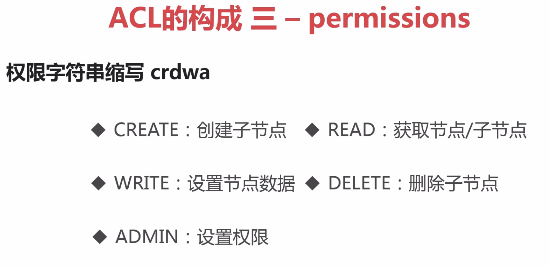 ACL的构成 三 – permissions
权限字符串缩写 crdwa
◆ CREATE：创建子节点 ◆ READ：获取节点/子节点
◆ WRITE：设置节点数据 ◆ DELETE：删除子节点
◆ ADMIN：设置权限